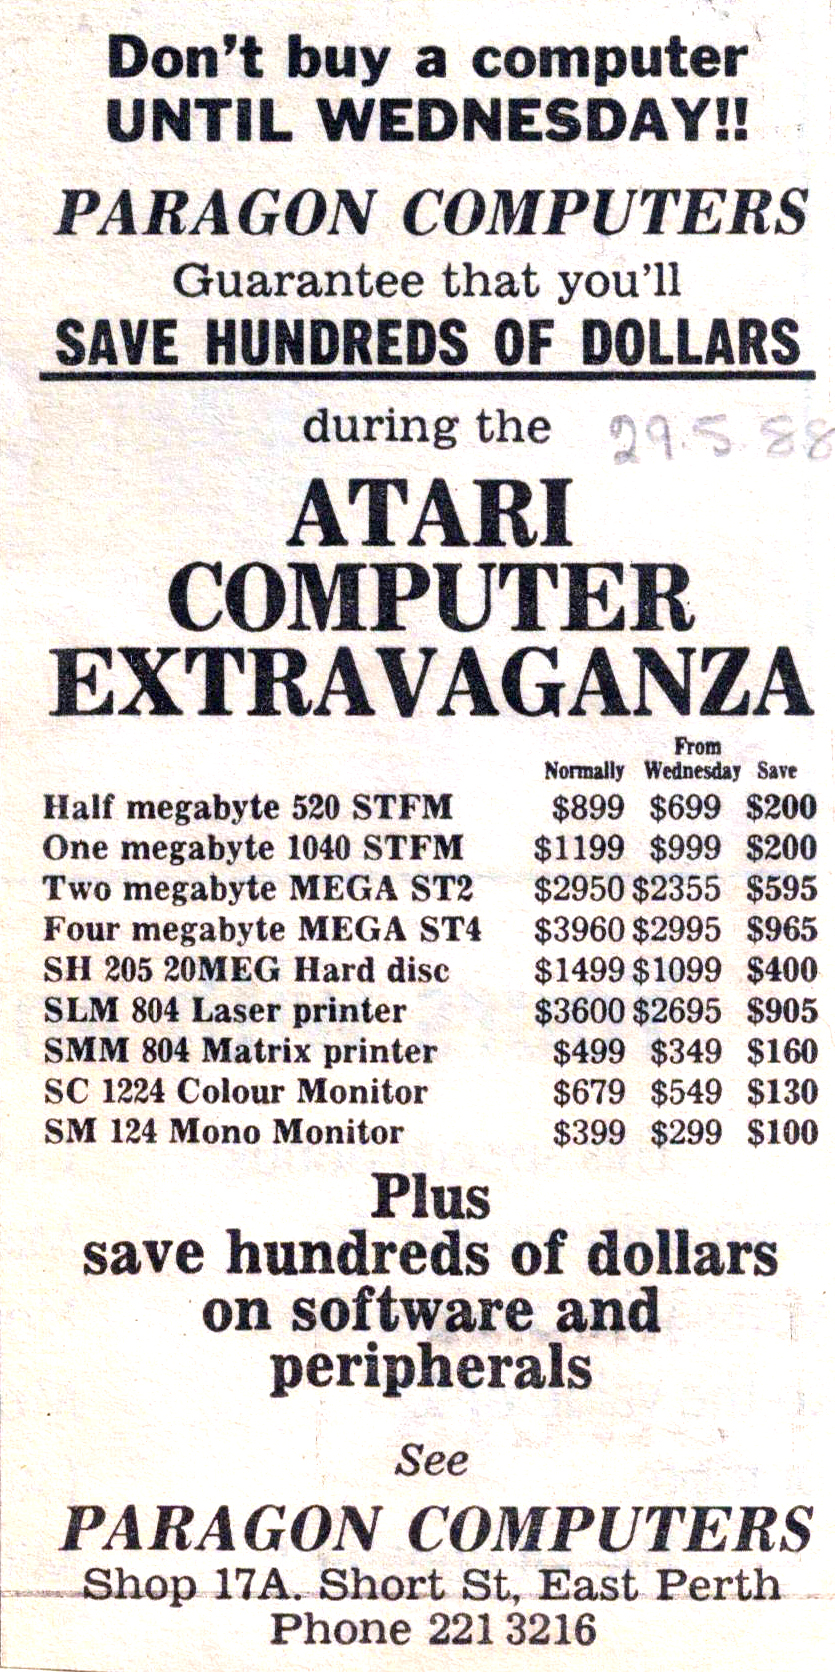 Don't buy a computer
UNTIL WEDNESDAY!!
PARAGON COMPUTERS
Guarantee that you'll
SAVE HUNDREDS OF DOLLARS
during the
29.5.88
ATARI
COMPUTER
EXTRAVAGANZA
From
Normally Wednesday Save
Half megabyte 520 STFM $899 $699 $200
One megabyte 1040 STFM $1199 $999 $200
Two megabyte MEGA ST2 $2950 $2355 $595
Four megabyte MEGA ST4 $3960 $2995 $965
SH 205 20MEG Hard disc $1499 $1099 $400
SLM 804 Laser printer $3600 $2695 $905
SMM 804 Matrix printer $499 $349 $160
SC 1224 Colour Monitor $679 $549 $130
SM 124 Mono Monitor $399 $299 $100
Plus
save hundreds of dollars
on software and
peripherals
See
PARAGON COMPUTERS
Shop 17A. Short St, East Perth
Phone 221 3216